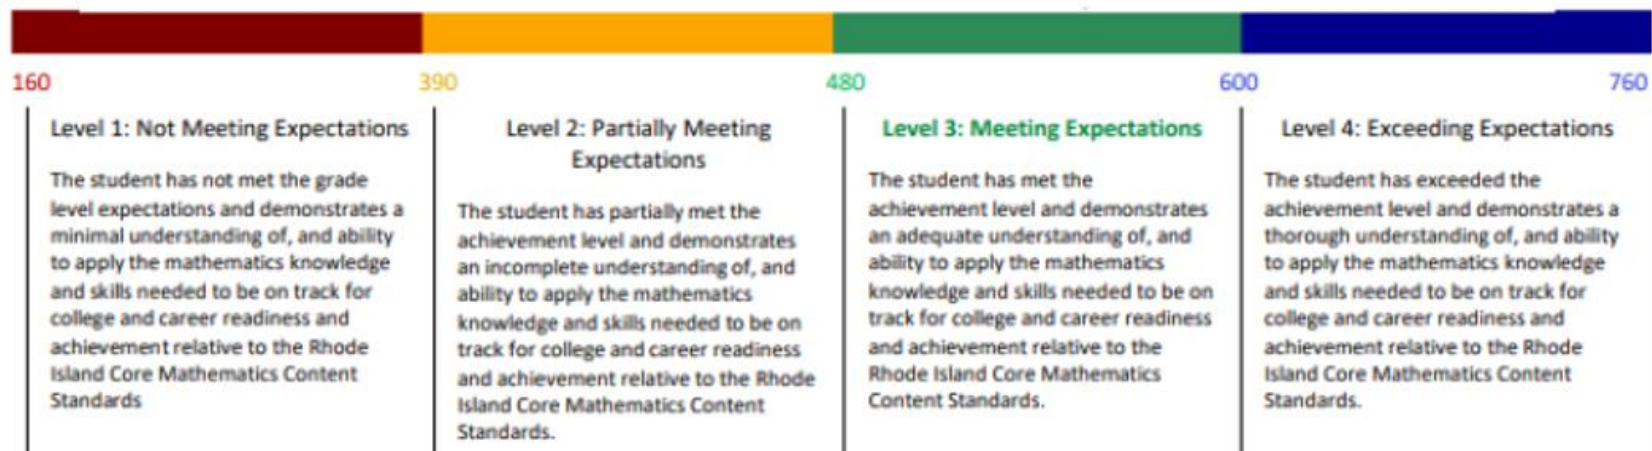 160 390 480 600 760
Level 1: Not Meeting Expectations
The student has not met the grade
level expectations and demonstrates a
minimal understanding of, and ability
to apply the mathematics knowledge
and skills needed to be on track for
college and career readiness and
achievement relative to the Rhode
Island Core Mathematics Content
Standards
Level 2: Partially Meeting
Expectations
The student has partially met the
achievement level and demonstrates
an incomplete understanding of, and
ability to apply the mathematics
knowledge and skills needed to be on
track for college and career readiness
and achievement relative to the Rhode
Island Core Mathematics Content
Standards.
Level 3: Meeting Expectations
The student has met the
achievement level and demonstrates
an adequate understanding of, and
ability to apply the mathematics
knowledge and skills needed to be on
track for college and career readiness
and achievement relative to the
Rhode Island Core Mathematics
Content Standards.
Level 4: Exceeding Expectations
The student has exceeded the
achievement level and demonstrates a
thorough understanding of, and ability
to apply the mathematics knowledge
and skills needed to be on track for
college and career readiness and
achievement relative to the Rhode
Island Core Mathematics Content
Standards.